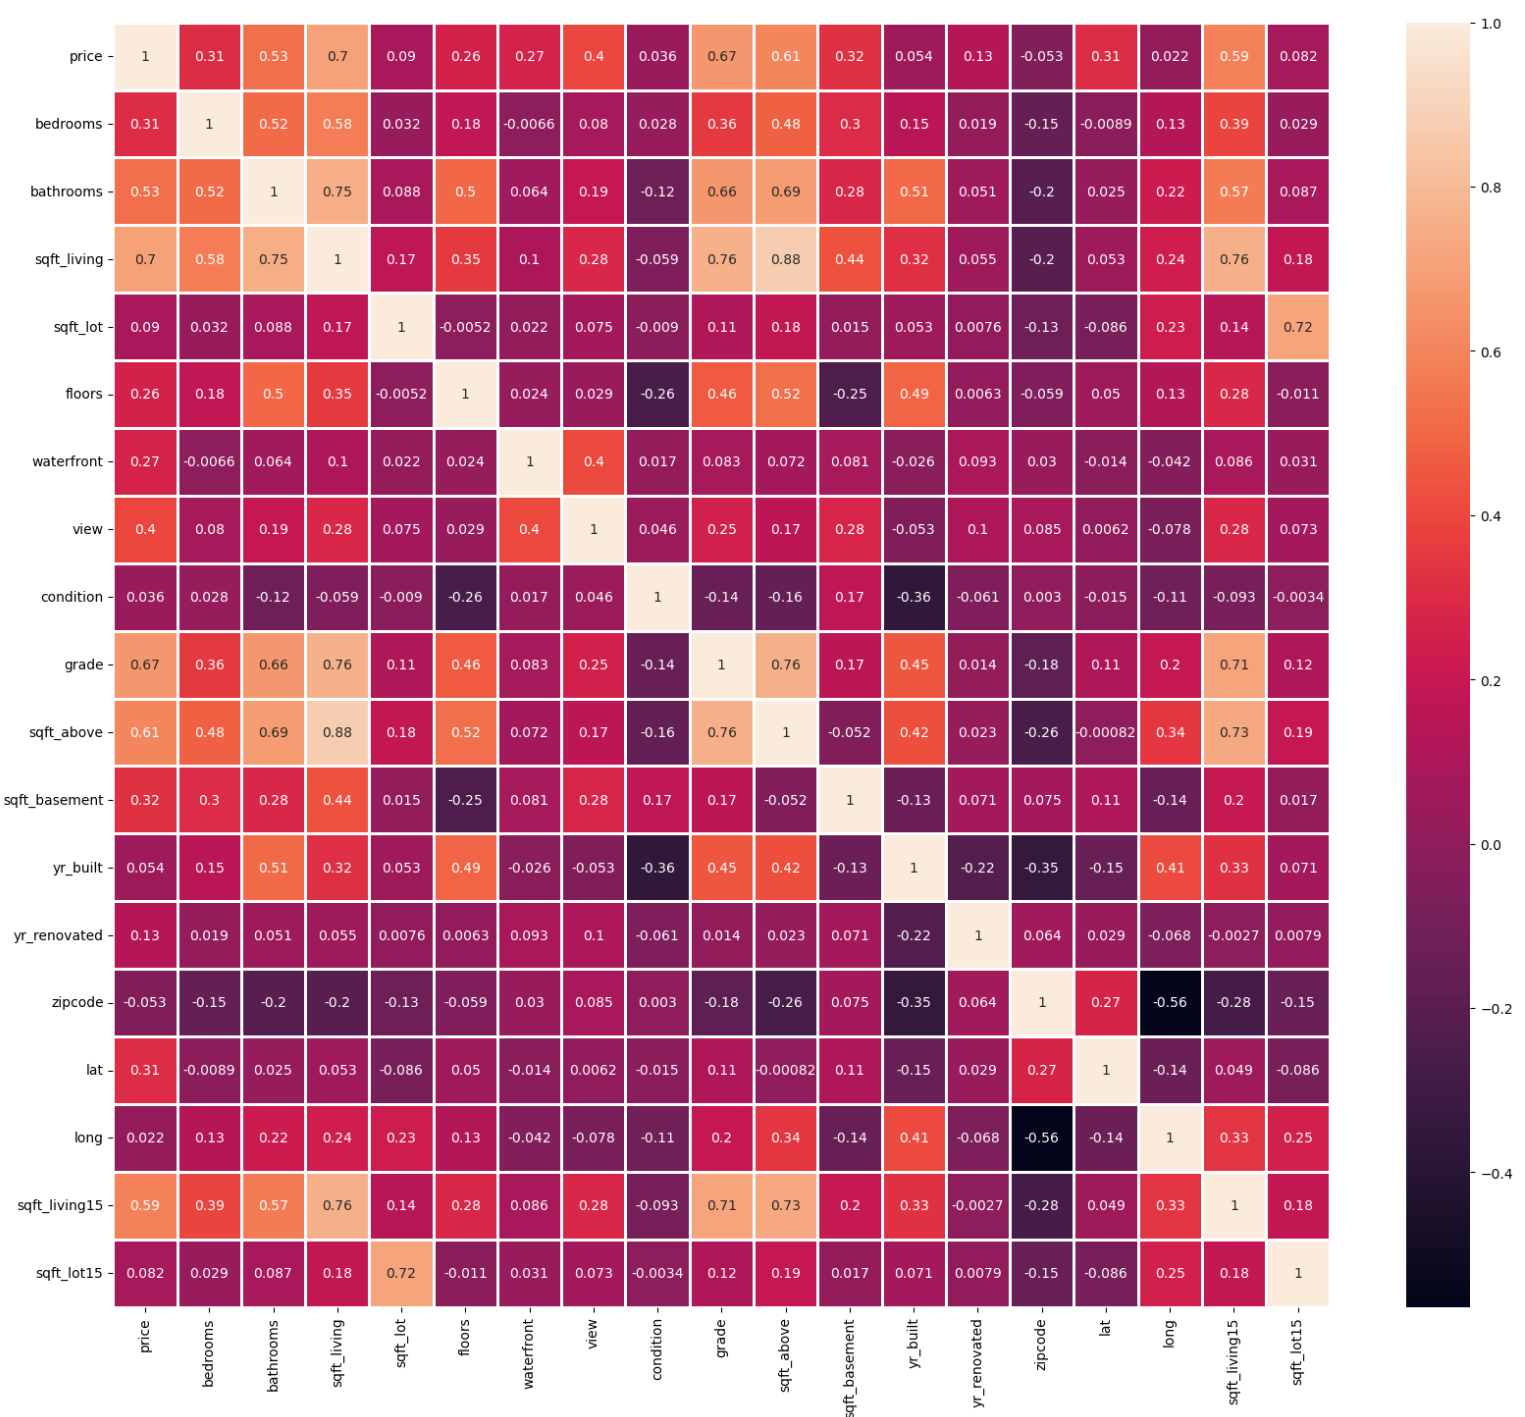 price 1 0.31 0.53 0.7 0.09 0.26 0.27 0.4 0.036 0.67 0.61 0.32 0.054 0.13 -0.053 0.31 0.022 0.59 0.082
bedrooms 0.31 1 0.52 0.58 0.032 0.18 -0.0066 0.08 0.028 0.36 0.48 0.3 0.15 0.019 -0.15 -0.0089 0.13 0.39 0.029
bathrooms 0.53 0.52 1 0.75 0.088 0.5 0.064 0.19 -0.12 0.66 0.69 0.28 0.51 0.051 -0.2 0.025 0.22 0.57 0.087
sqft_living 0.7 0.58 0.75 1 0.17 0.35 0.1 0.28 -0.059 0.76 0.88 0.44 0.32 0.055 -0.2 0.053 0.24 0.76 0.18
sqft_lot 0.09 0.032 0.088 0.17 1 -0.0052 0.022 0.075 -0.009 0.11 0.18 0.015 0.053 0.0076 -0.13 -0.086 0.23 0.14 0.72
floors 0.26 0.18 0.5 0.35 -0.0052 1 0.024 0.029 -0.26 0.46 0.52 -0.25 0.49 0.0063 -0.059 0.05 0.13 0.28 -0.011
waterfront 0.27 -0.0066 0.064 0.1 0.022 0.024 1 0.4 0.017 0.083 0.072 0.081 -0.026 0.093 0.03 -0.014 -0.042 0.086 0.031
view 0.4 0.08 0.19 0.28 0.075 0.029 0.4 1 0.046 0.25 0.17 0.28 -0.053 0.1 0.085 0.0062 -0.078 0.28 0.073
condition 0.036 0.028 -0.12 -0.059 -0.009 -0.26 0.017 0.046 1 -0.14 -0.16 0.17 -0.36 -0.061 0.003 -0.015 -0.11 -0.093 -0.0034
grade 0.67 0.36 0.66 0.76 0.11 0.46 0.083 0.25 -0.14 1 0.76 0.17 0.45 0.014 -0.18 0.11 0.2 0.71 0.12
sqft_above 0.61 0.48 0.69 0.88 0.18 0.52 0.072 0.17 -0.16 0.76 1 -0.052 0.42 0.023 -0.26 -0.00082 0.34 0.73 0.19
sqft_basement 0.32 0.3 0.28 0.44 0.015 -0.25 0.081 0.28 0.17 0.17 -0.052 1 -0.13 0.071 0.075 0.11 -0.14 0.2 0.017
yr_built 0.054 0.15 0.51 0.32 0.053 0.49 -0.026 -0.053 -0.36 0.45 0.42 -0.13 1 -0.22 -0.35 -0.15 0.41 0.33 0.071
yr_renovated 0.13 0.019 0.051 0.055 0.0076 0.0063 0.093 0.1 -0.061 0.014 0.023 0.071 -0.22 1 0.064 0.029 -0.068 -0.0027 0.0079
zipcode -0.053 -0.15 -0.2 -0.2 -0.13 -0.059 0.03 0.085 0.003 -0.18 -0.26 0.075 -0.35 0.064 1 0.27 -0.56 -0.28 -0.15
lat 0.31 -0.0089 0.025 0.053 -0.086 0.05 -0.014 0.0062 -0.015 0.11 -0.00082 0.11 -0.15 0.029 0.27 1 -0.14 0.049 -0.086
long 0.022 0.13 0.22 0.24 0.23 0.13 -0.042 -0.078 -0.11 0.2 0.34 -0.14 0.41 -0.068 -0.56 -0.14 1 0.33 0.25
sqft_living15 0.59 0.39 0.57 0.76 0.14 0.28 0.086 0.28 -0.093 0.71 0.73 0.2 0.33 -0.0027 -0.28 0.049 0.33 1 0.18
sqft_lot15 0.082 0.029 0.087 0.18 0.72 -0.011 0.031 0.073 -0.0034 0.12 0.19 0.017 0.071 0.0079 -0.15 -0.086 0.25 0.18 1
price bedrooms bathrooms sqft_living sqft_lot floors waterfront view condition grade sqft_above sqft_basement yr_built yr_renovated zipcode lat long sqft_living15 sqft_lot15
1.0
0.8
0.6
0.4
0.2
0.0
−0.2
−0.4